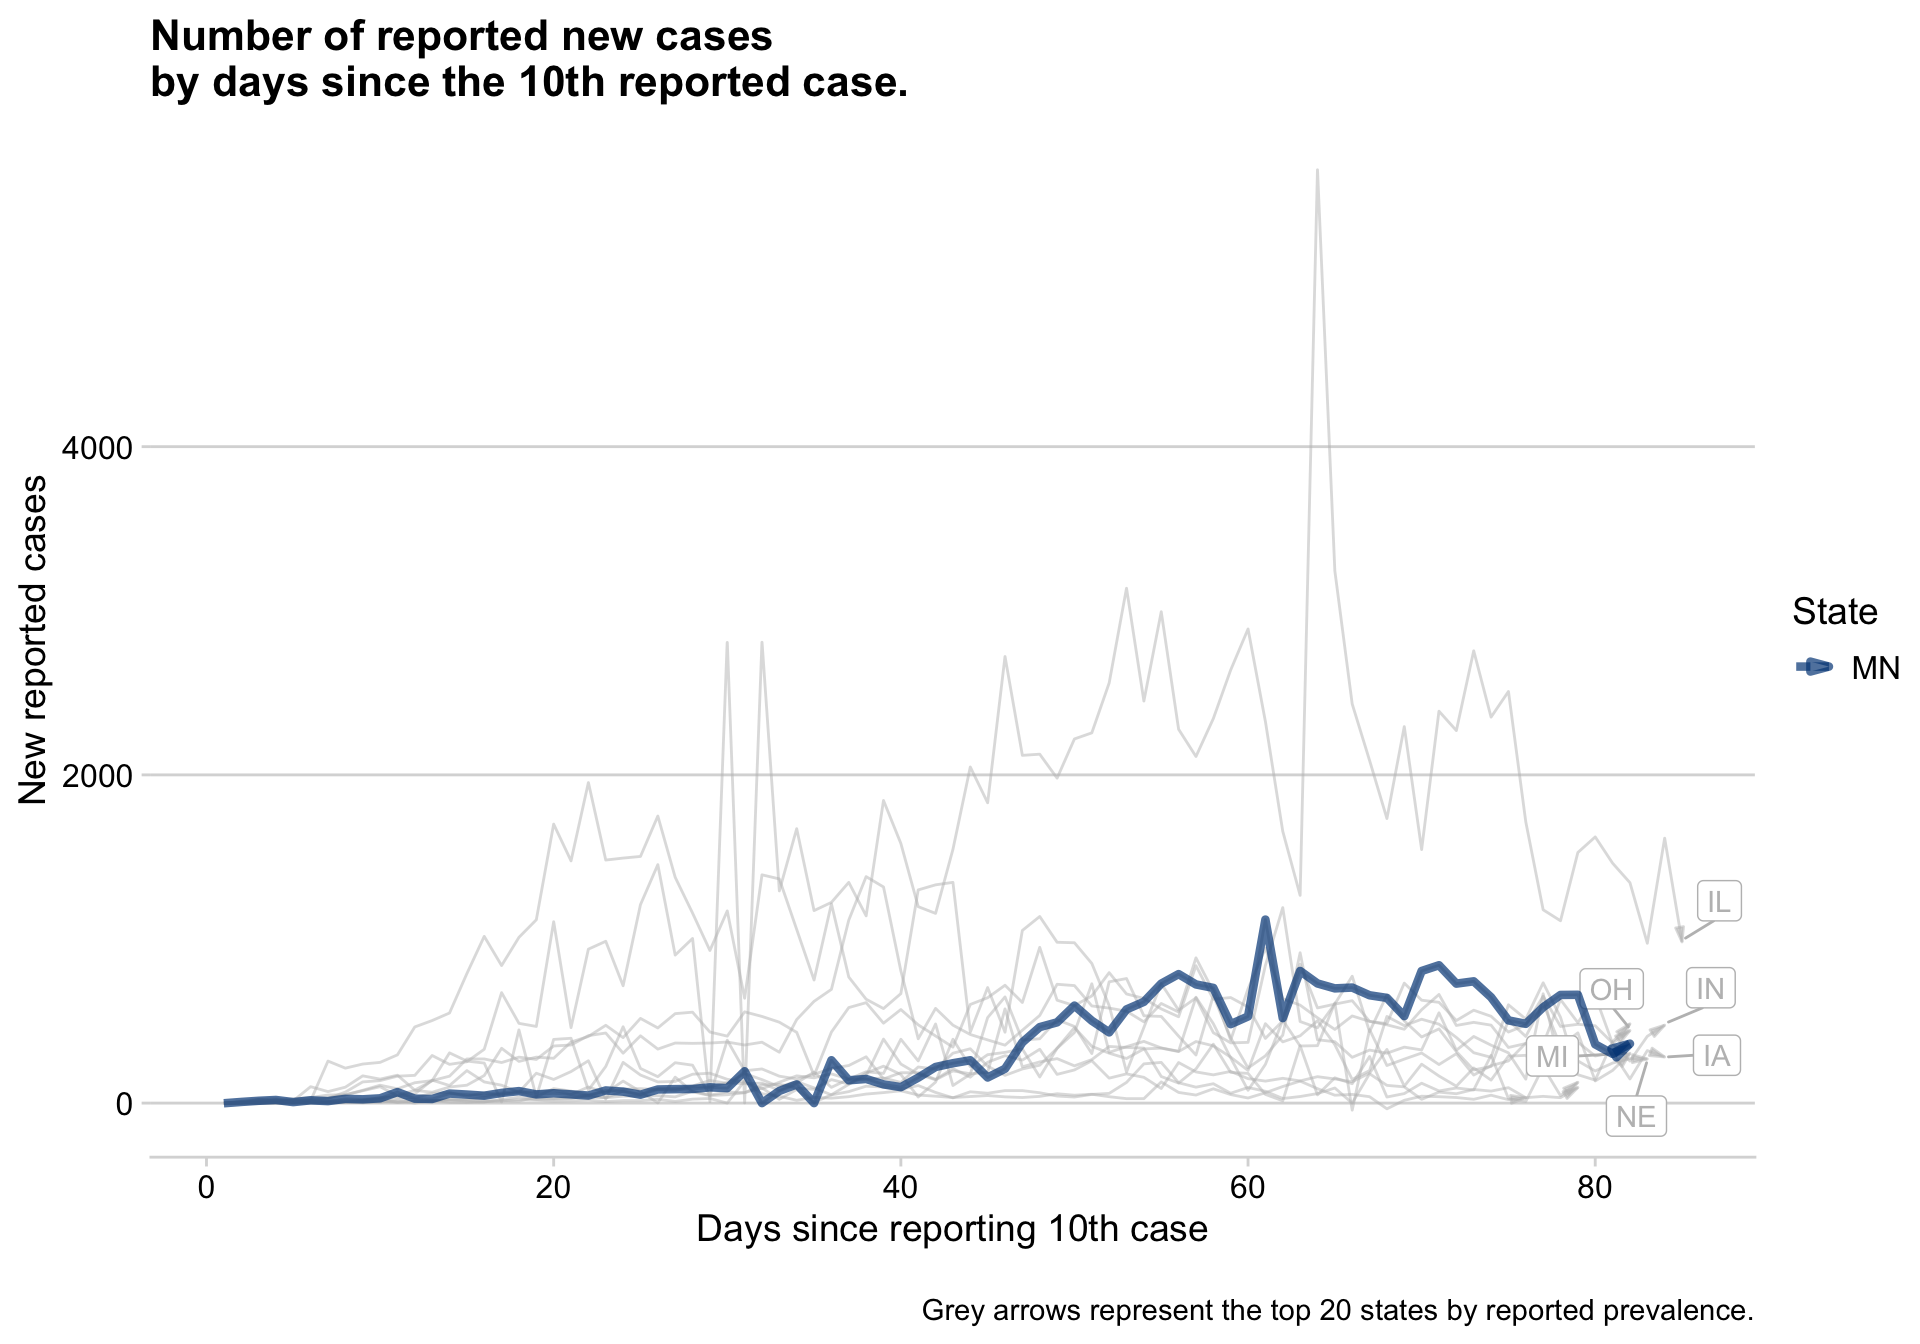 Number of reported new cases
by days since the 10th reported case.
New reported cases
4000
2000
0
0
20
40
60
80
Days since reporting 10th case
IL
OH
IN
MI
IA
NE
State
MN
Grey arrows represent the top 20 states by reported prevalence.